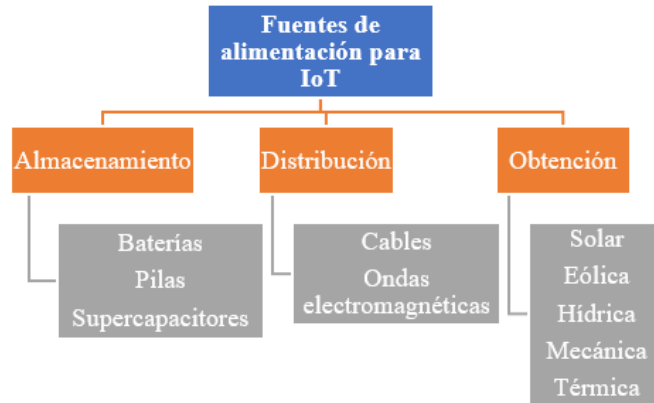 Fuentes de
alimentación para
IoT
Almacenamiento
Distribución
Obtención
Baterías
Pilas
Supercapacitores
Cables
Ondas
electromagnéticas
Solar
Eólica
Hídrica
Mecánica
Térmica